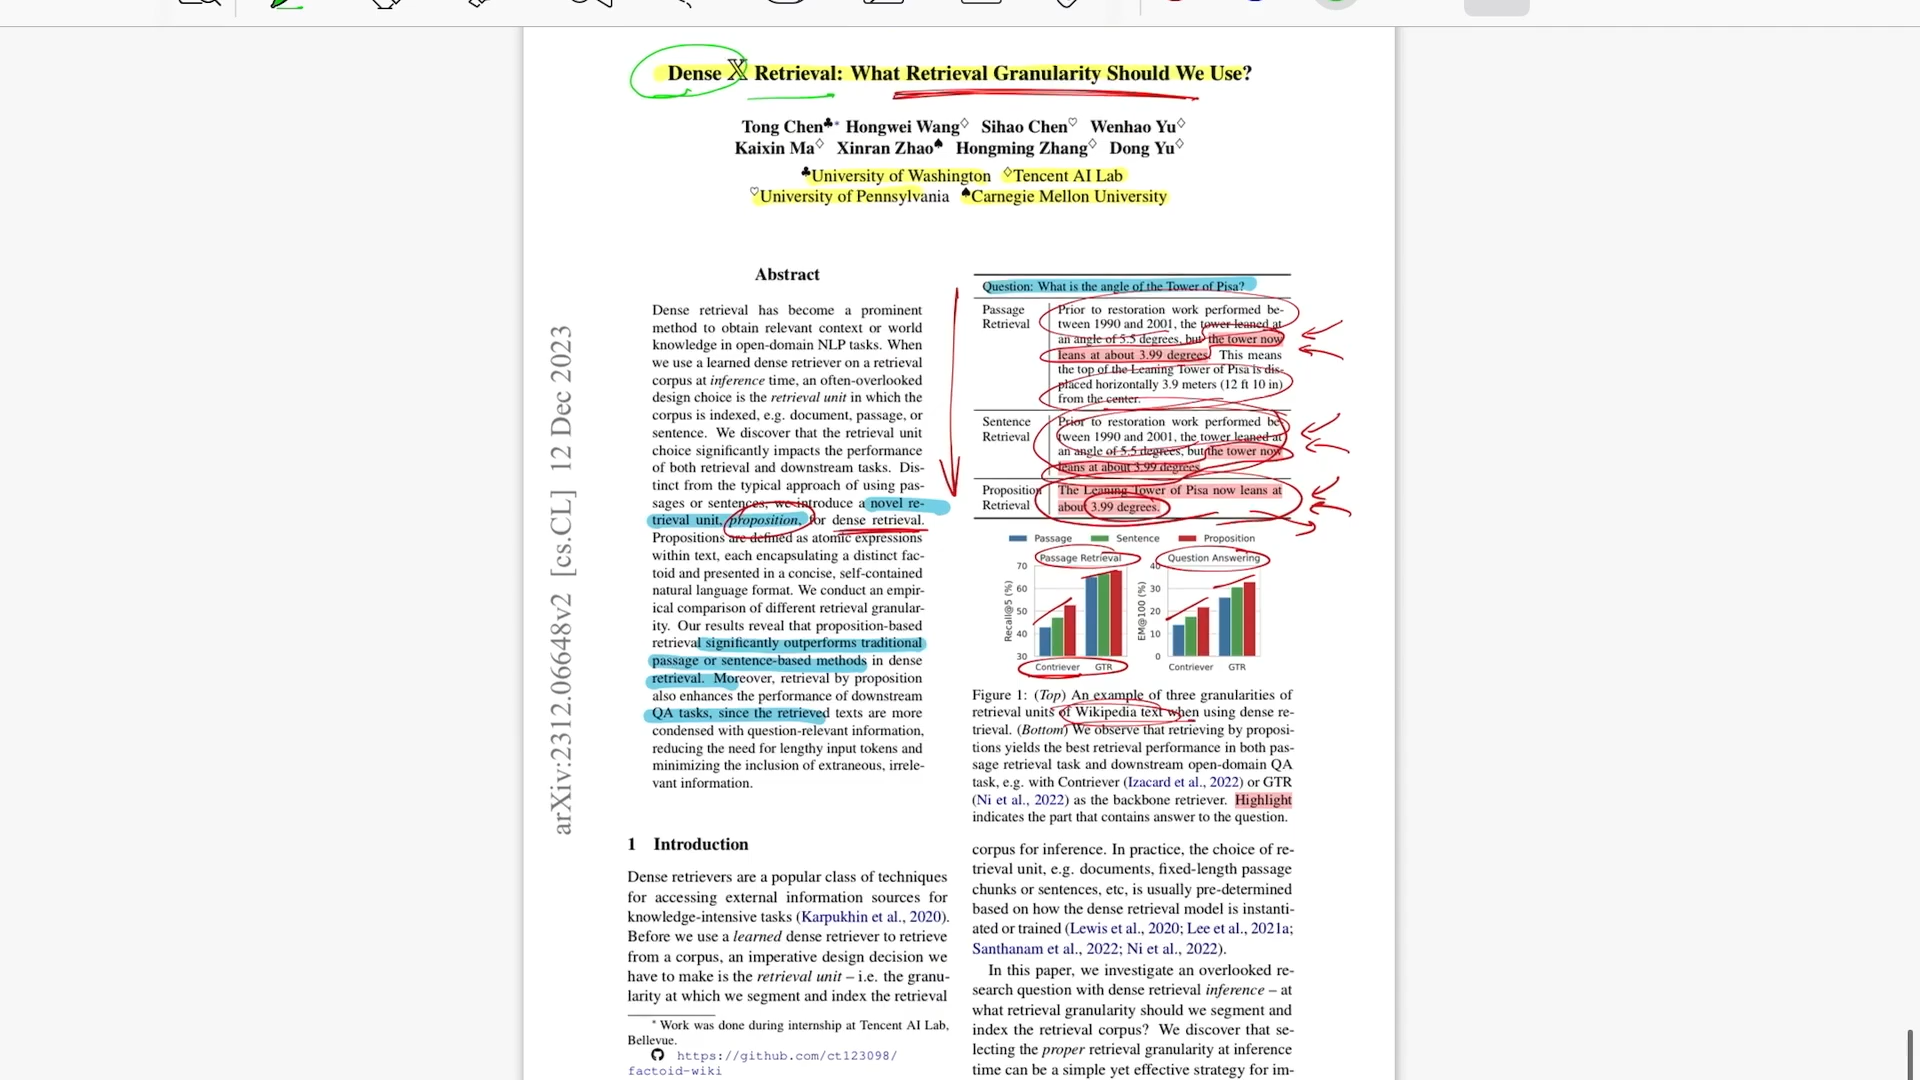 Dense 𝕏 Retrieval: What Retrieval Granularity Should We Use?
Tong Chen♣* Hongwei Wang♢ Sihao Chen♡ Wenhao Yu♢
Kaixin Ma♢ Xinran Zhao♠ Hongming Zhang♢ Dong Yu♢
♣University of Washington ♢Tencent AI Lab
♡University of Pennsylvania ♠Carnegie Mellon University
arXiv:2312.06648v2 [cs.CL] 12 Dec 2023
Abstract
Dense retrieval has become a prominent
method to obtain relevant context or world
knowledge in open-domain NLP tasks. When
we use a learned dense retriever on a retrieval
corpus at inference time, an often-overlooked
design choice is the retrieval unit in which the
corpus is indexed, e.g. document, passage, or
sentence. We discover that the retrieval unit
choice significantly impacts the performance
of both retrieval and downstream tasks. Dis-
tinct from the typical approach of using pas-
sages or sentences, we introduce a novel re-
trieval unit, proposition, for dense retrieval.
Propositions are defined as atomic expressions
within text, each encapsulating a distinct fac-
toid and presented in a concise, self-contained
natural language format. We conduct an empir-
ical comparison of different retrieval granular-
ity. Our results reveal that proposition-based
retrieval significantly outperforms traditional
passage or sentence-based methods in dense
retrieval. Moreover, retrieval by proposition
also enhances the performance of downstream
QA tasks, since the retrieved texts are more
condensed with question-relevant information,
reducing the need for lengthy input tokens and
minimizing the inclusion of extraneous, irrele-
vant information.
1 Introduction
Dense retrievers are a popular class of techniques
for accessing external information sources for
knowledge-intensive tasks (Karpukhin et al., 2020).
Before we use a learned dense retriever to retrieve
from a corpus, an imperative design decision we
have to make is the retrieval unit – i.e. the granu-
larity at which we segment and index the retrieval
* Work was done during internship at Tencent AI Lab,
Bellevue.
https://github.com/ct123098/
factoid-wiki
Question: What is the angle of the Tower of Pisa?
Passage
Retrieval
Prior to restoration work performed be-
tween 1990 and 2001, the tower leaned at
an angle of 5.5 degrees, but the tower now
leans at about 3.99 degrees. This means
the top of the Leaning Tower of Pisa is dis-
placed horizontally 3.9 meters (12 ft 10 in)
from the center.
Sentence
Retrieval
Prior to restoration work performed be-
tween 1990 and 2001, the tower leaned at
an angle of 5.5 degrees, but the tower now
leans at about 3.99 degrees.
Proposition
Retrieval
The Leaning Tower of Pisa now leans at
about 3.99 degrees.
Passage Sentence Proposition
Passage Retrieval
Recall@5 (%)
70
60
50
40
30
Contriever GTR
Question Answering
EM@100 (%)
40
30
20
10
0
Contriever GTR
Figure 1: (Top) An example of three granularities of
retrieval units of Wikipedia text when using dense re-
trieval. (Bottom) We observe that retrieving by proposi-
tions yields the best retrieval performance in both pas-
sage retrieval task and downstream open-domain QA
task, e.g. with Contriever (Izacard et al., 2022) or GTR
(Ni et al., 2022) as the backbone retriever. Highlight
indicates the part that contains answer to the question.
corpus for inference. In practice, the choice of re-
trieval unit, e.g. documents, fixed-length passage
chunks or sentences, etc, is usually pre-determined
based on how the dense retrieval model is instanti-
ated or trained (Lewis et al., 2020; Lee et al., 2021a;
Santhanam et al., 2022; Ni et al., 2022).
In this paper, we investigate an overlooked re-
search question with dense retrieval inference – at
what retrieval granularity should we segment and
index the retrieval corpus? We discover that se-
lecting the proper retrieval granularity at inference
time can be a simple yet effective strategy for im-